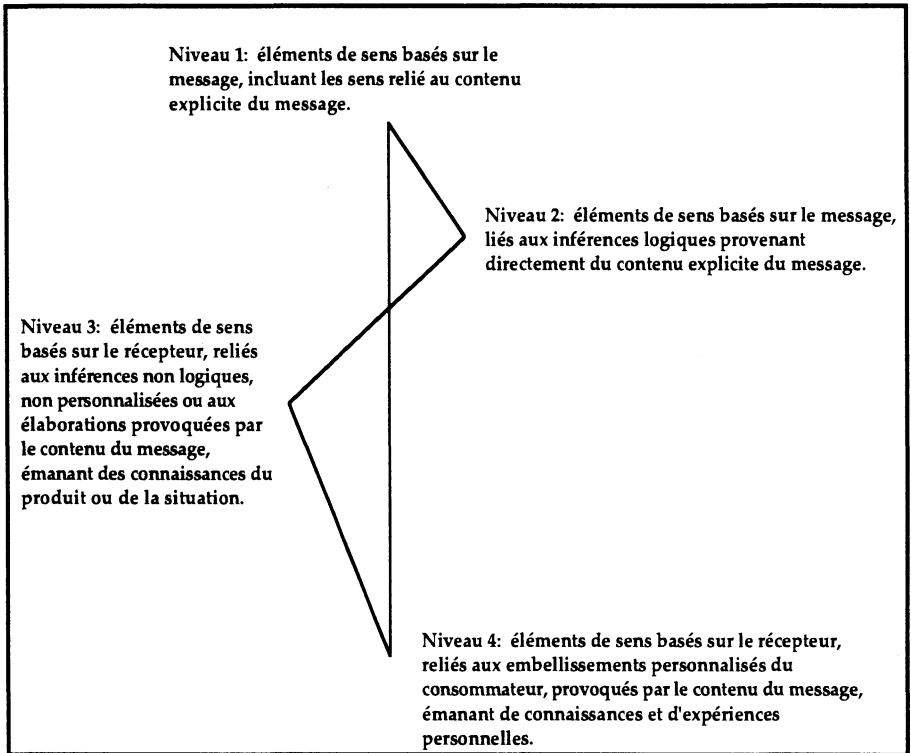 Niveau 1: éléments de sens basés sur le
message, incluant les sens relié au contenu
explicite du message.
Niveau 2: éléments de sens basés sur le message,
liés aux inférences logiques provenant
directement du contenu explicite du message.
Niveau 3: éléments de sens
basés sur le récepteur, reliés
aux inférences non logiques,
non personnalisées ou aux
élaborations provoquées par
le contenu du message,
émanant des connaissances du
produit ou de la situation.
Niveau 4: éléments de sens basés sur le récepteur,
reliés aux embellissements personnalisés du
consommateur, provoqués par le contenu du message,
émanant de connaissances et d'expériences
personnelles.